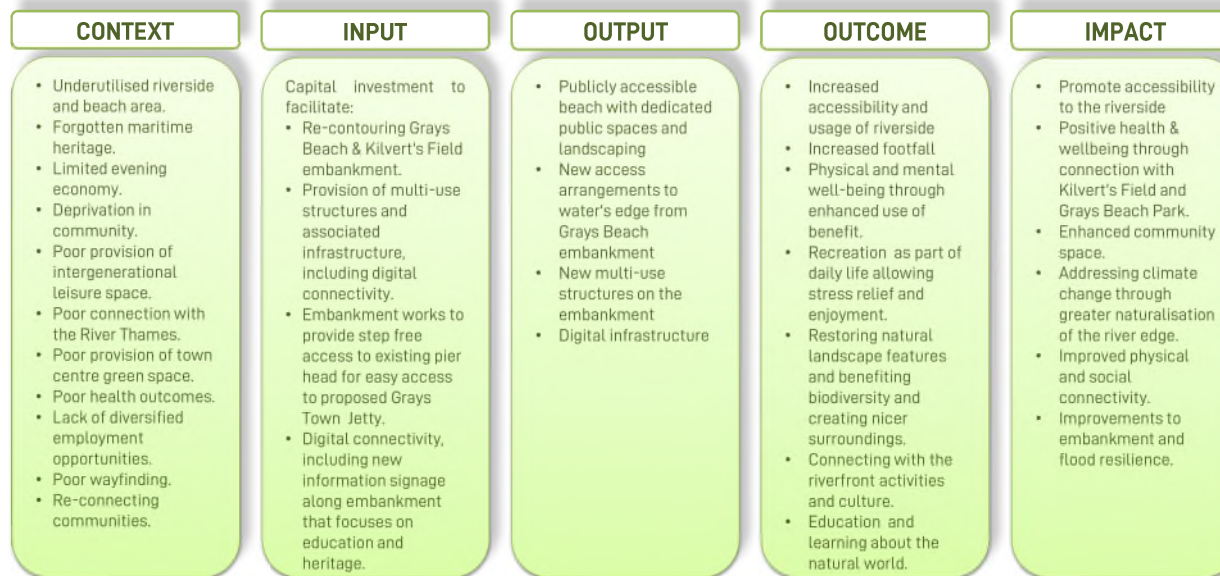 CONTEXT
• Underutilised riverside
and beach area.
• Forgotten maritime
heritage.
• Limited evening
economy.
• Deprivation in
community.
• Poor provision of
intergenerational
leisure space.
• Poor connection with
the River Thames.
• Poor provision of town
centre green space.
• Poor health outcomes.
• Lack of diversified
employment
opportunities.
• Poor wayfinding.
• Re-connecting
communities.
INPUT
Capital investment to
facilitate:
• Re-contouring Grays
Beach & Kilvert's Field
embankment.
• Provision of multi-use
structures and
associated
infrastructure,
including digital
connectivity.
• Embankment works to
provide step free
access to existing pier
head for easy access
to proposed Grays
Town Jetty.
• Digital connectivity,
including new
information signage
along embankment
that focuses on
education and
heritage.
OUTPUT
• Publicly accessible
beach with dedicated
public spaces and
landscaping
• New access
arrangements to
water's edge from
Grays Beach
embankment
• New multi-use
structures on the
embankment
• Digital infrastructure
OUTCOME
• Increased
accessibility and
usage of riverside
• Increased footfall
• Physical and mental
well-being through
enhanced use of
benefit.
• Recreation as part of
daily life allowing
stress relief and
enjoyment.
• Restoring natural
landscape features
and benefiting
biodiversity and
creating nicer
surroundings.
• Connecting with the
riverfront activities
and culture.
• Education and
learning about the
natural world.
IMPACT
• Promote accessibility
to the riverside
• Positive health &
wellbeing through
connection with
Kilvert's Field and
Grays Beach Park.
• Enhanced community
space.
• Addressing climate
change through
greater naturalisation
of the river edge.
• Improved physical
and social
connectivity.
• Improvements to
embankment and
flood resilience.